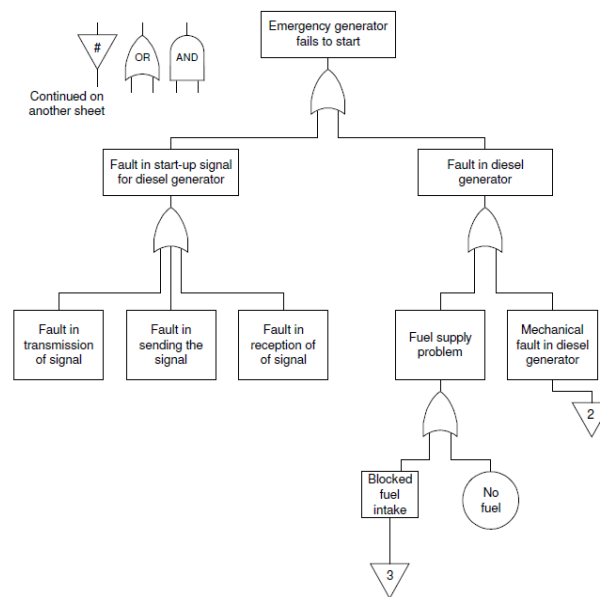 Emergency generator
fails to start
#
OR
AND
Continued on
another sheet
Fault in start-up signal
for diesel generator
Fault in diesel
generator
Fault in
transmission
of signal
Fault in
sending the
signal
Fault in
reception of
of signal
Fuel supply
problem
Mechanical
fault in diesel
generator
2
Blocked
fuel
intake
No
fuel
3